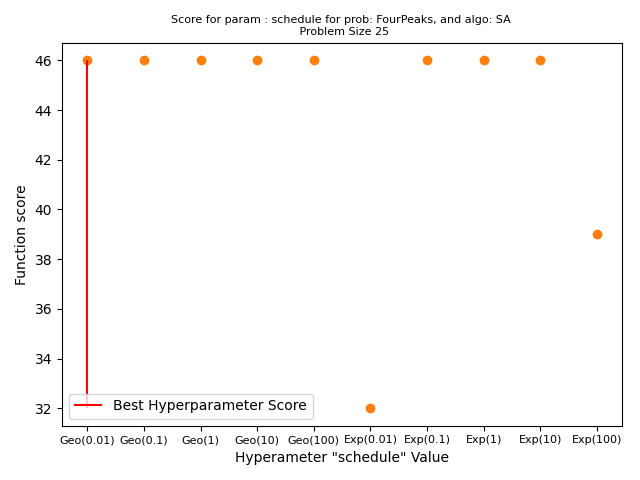 Score for param : schedule for prob: FourPeaks, and algo: SA
Problem Size 25
Function score
46
44
42
40
38
36
34
32
Best Hyperparameter Score
Geo(0.01) Geo(0.1) Geo(1) Geo(10) Geo(100) Exp(0.01) Exp(0.1) Exp(1) Exp(10) Exp(100)
Hyperameter "schedule" Value